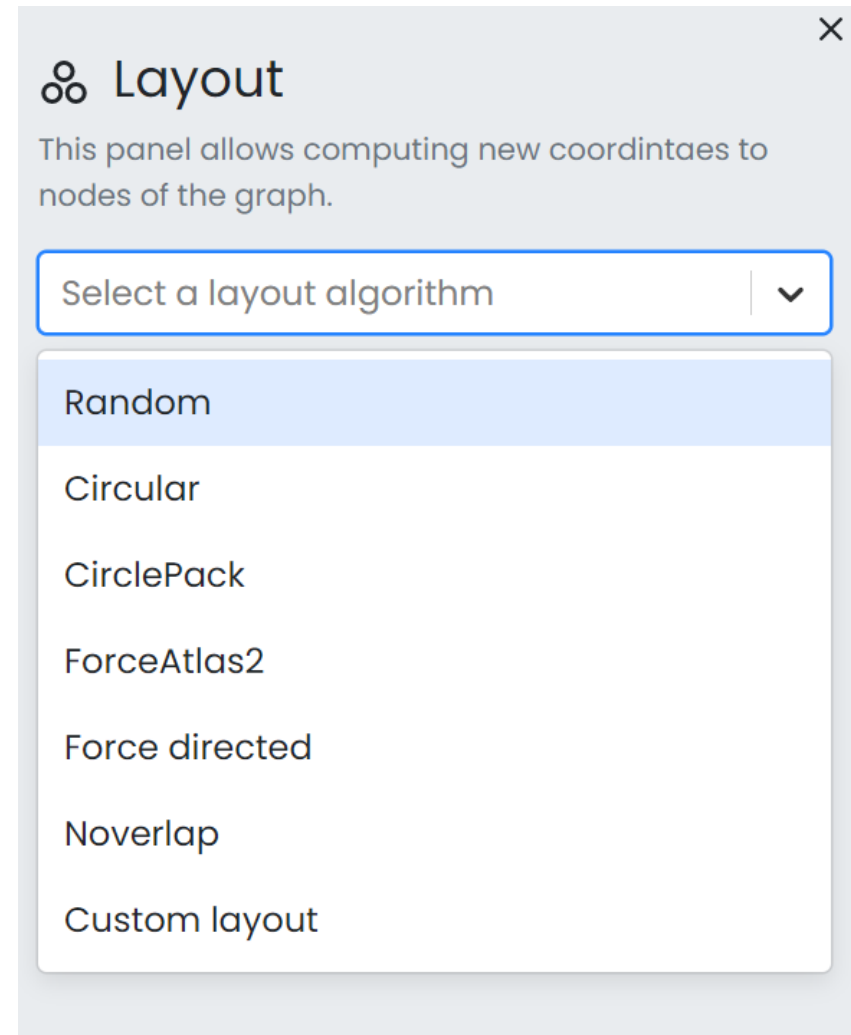 Layout
This panel allows computing new coordintaes to
nodes of the graph.
Select a layout algorithm
Random
Circular
CirclePack
ForceAtlas2
Force directed
Noverlap
Custom layout